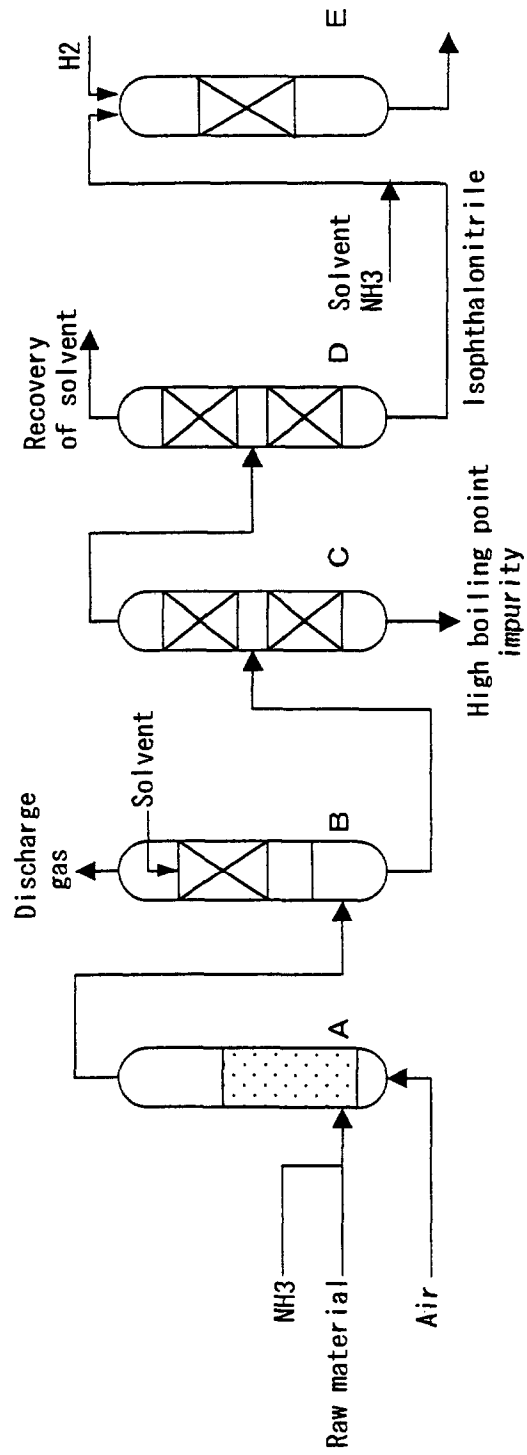 NH3
Raw material
Air
A
Discharge
gas
Solvent
B
C
High boiling point
impurity
Recovery
of solvent
D
Solvent
NH3
Isophthalonitrile
H2
E